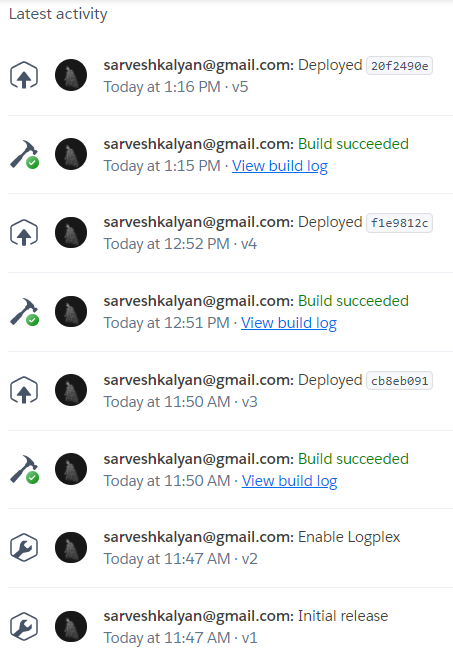 Latest activity
sarveshkalyan@gmail.com: Deployed 20f2490e
Today at 1:16 PM · v5
sarveshkalyan@gmail.com: Build succeeded
Today at 1:15 PM · View build log
sarveshkalyan@gmail.com: Deployed f1e9812c
Today at 12:52 PM · v4
sarveshkalyan@gmail.com: Build succeeded
Today at 12:51 PM · View build log
sarveshkalyan@gmail.com: Deployed cb8eb091
Today at 11:50 AM · v3
sarveshkalyan@gmail.com: Build succeeded
Today at 11:50 AM · View build log
sarveshkalyan@gmail.com: Enable Logplex
Today at 11:47 AM · v2
sarveshkalyan@gmail.com: Initial release
Today at 11:47 AM · v1